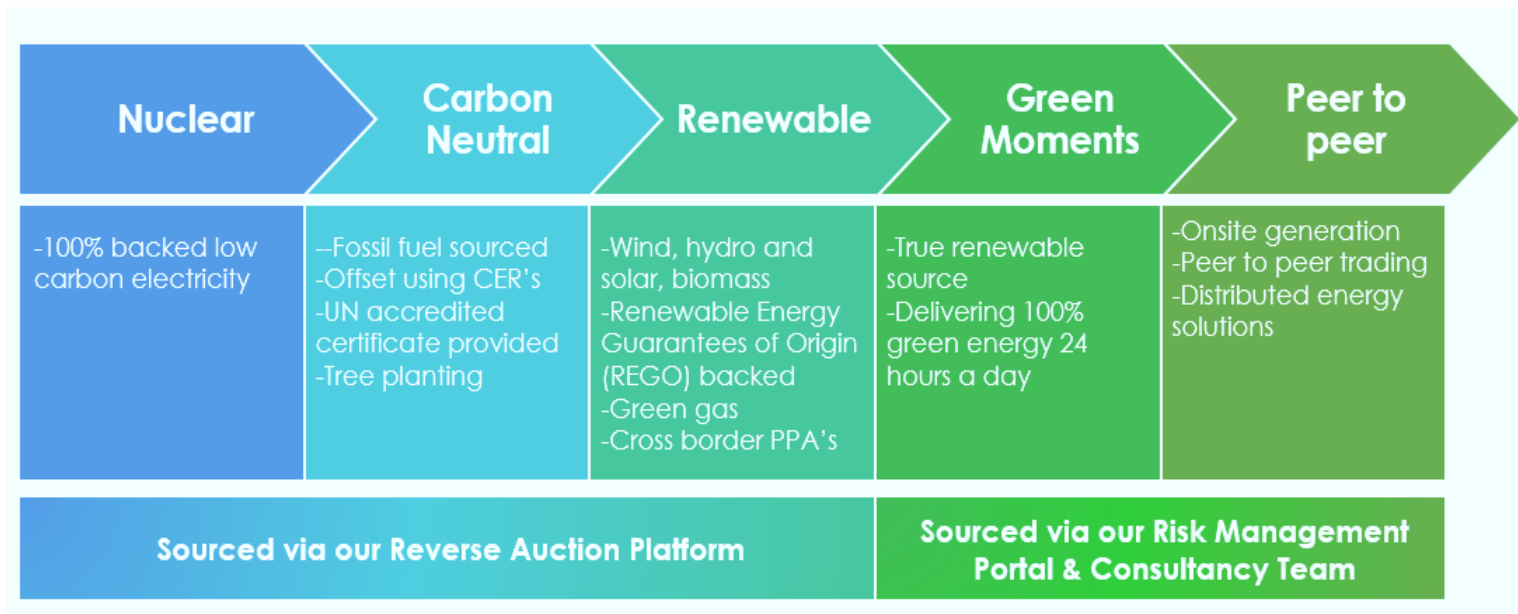 Nuclear
Carbon
Neutral
Renewable
Green
Moments
Peer to
peer
-100% backed low
carbon electricity
--Fossil fuel sourced
-Offset using CER’s
-UN accredited
certificate provided
-Tree planting
-Wind, hydro and
solar, biomass
-Renewable Energy
Guarantees of Origin
(REGO) backed
-Green gas
-Cross border PPA’s
-True renewable
source
-Delivering 100%
green energy 24
hours a day
-Onsite generation
-Peer to peer trading
-Distributed energy
solutions
Sourced via our Reverse Auction Platform
Sourced via our Risk Management
Portal & Consultancy Team